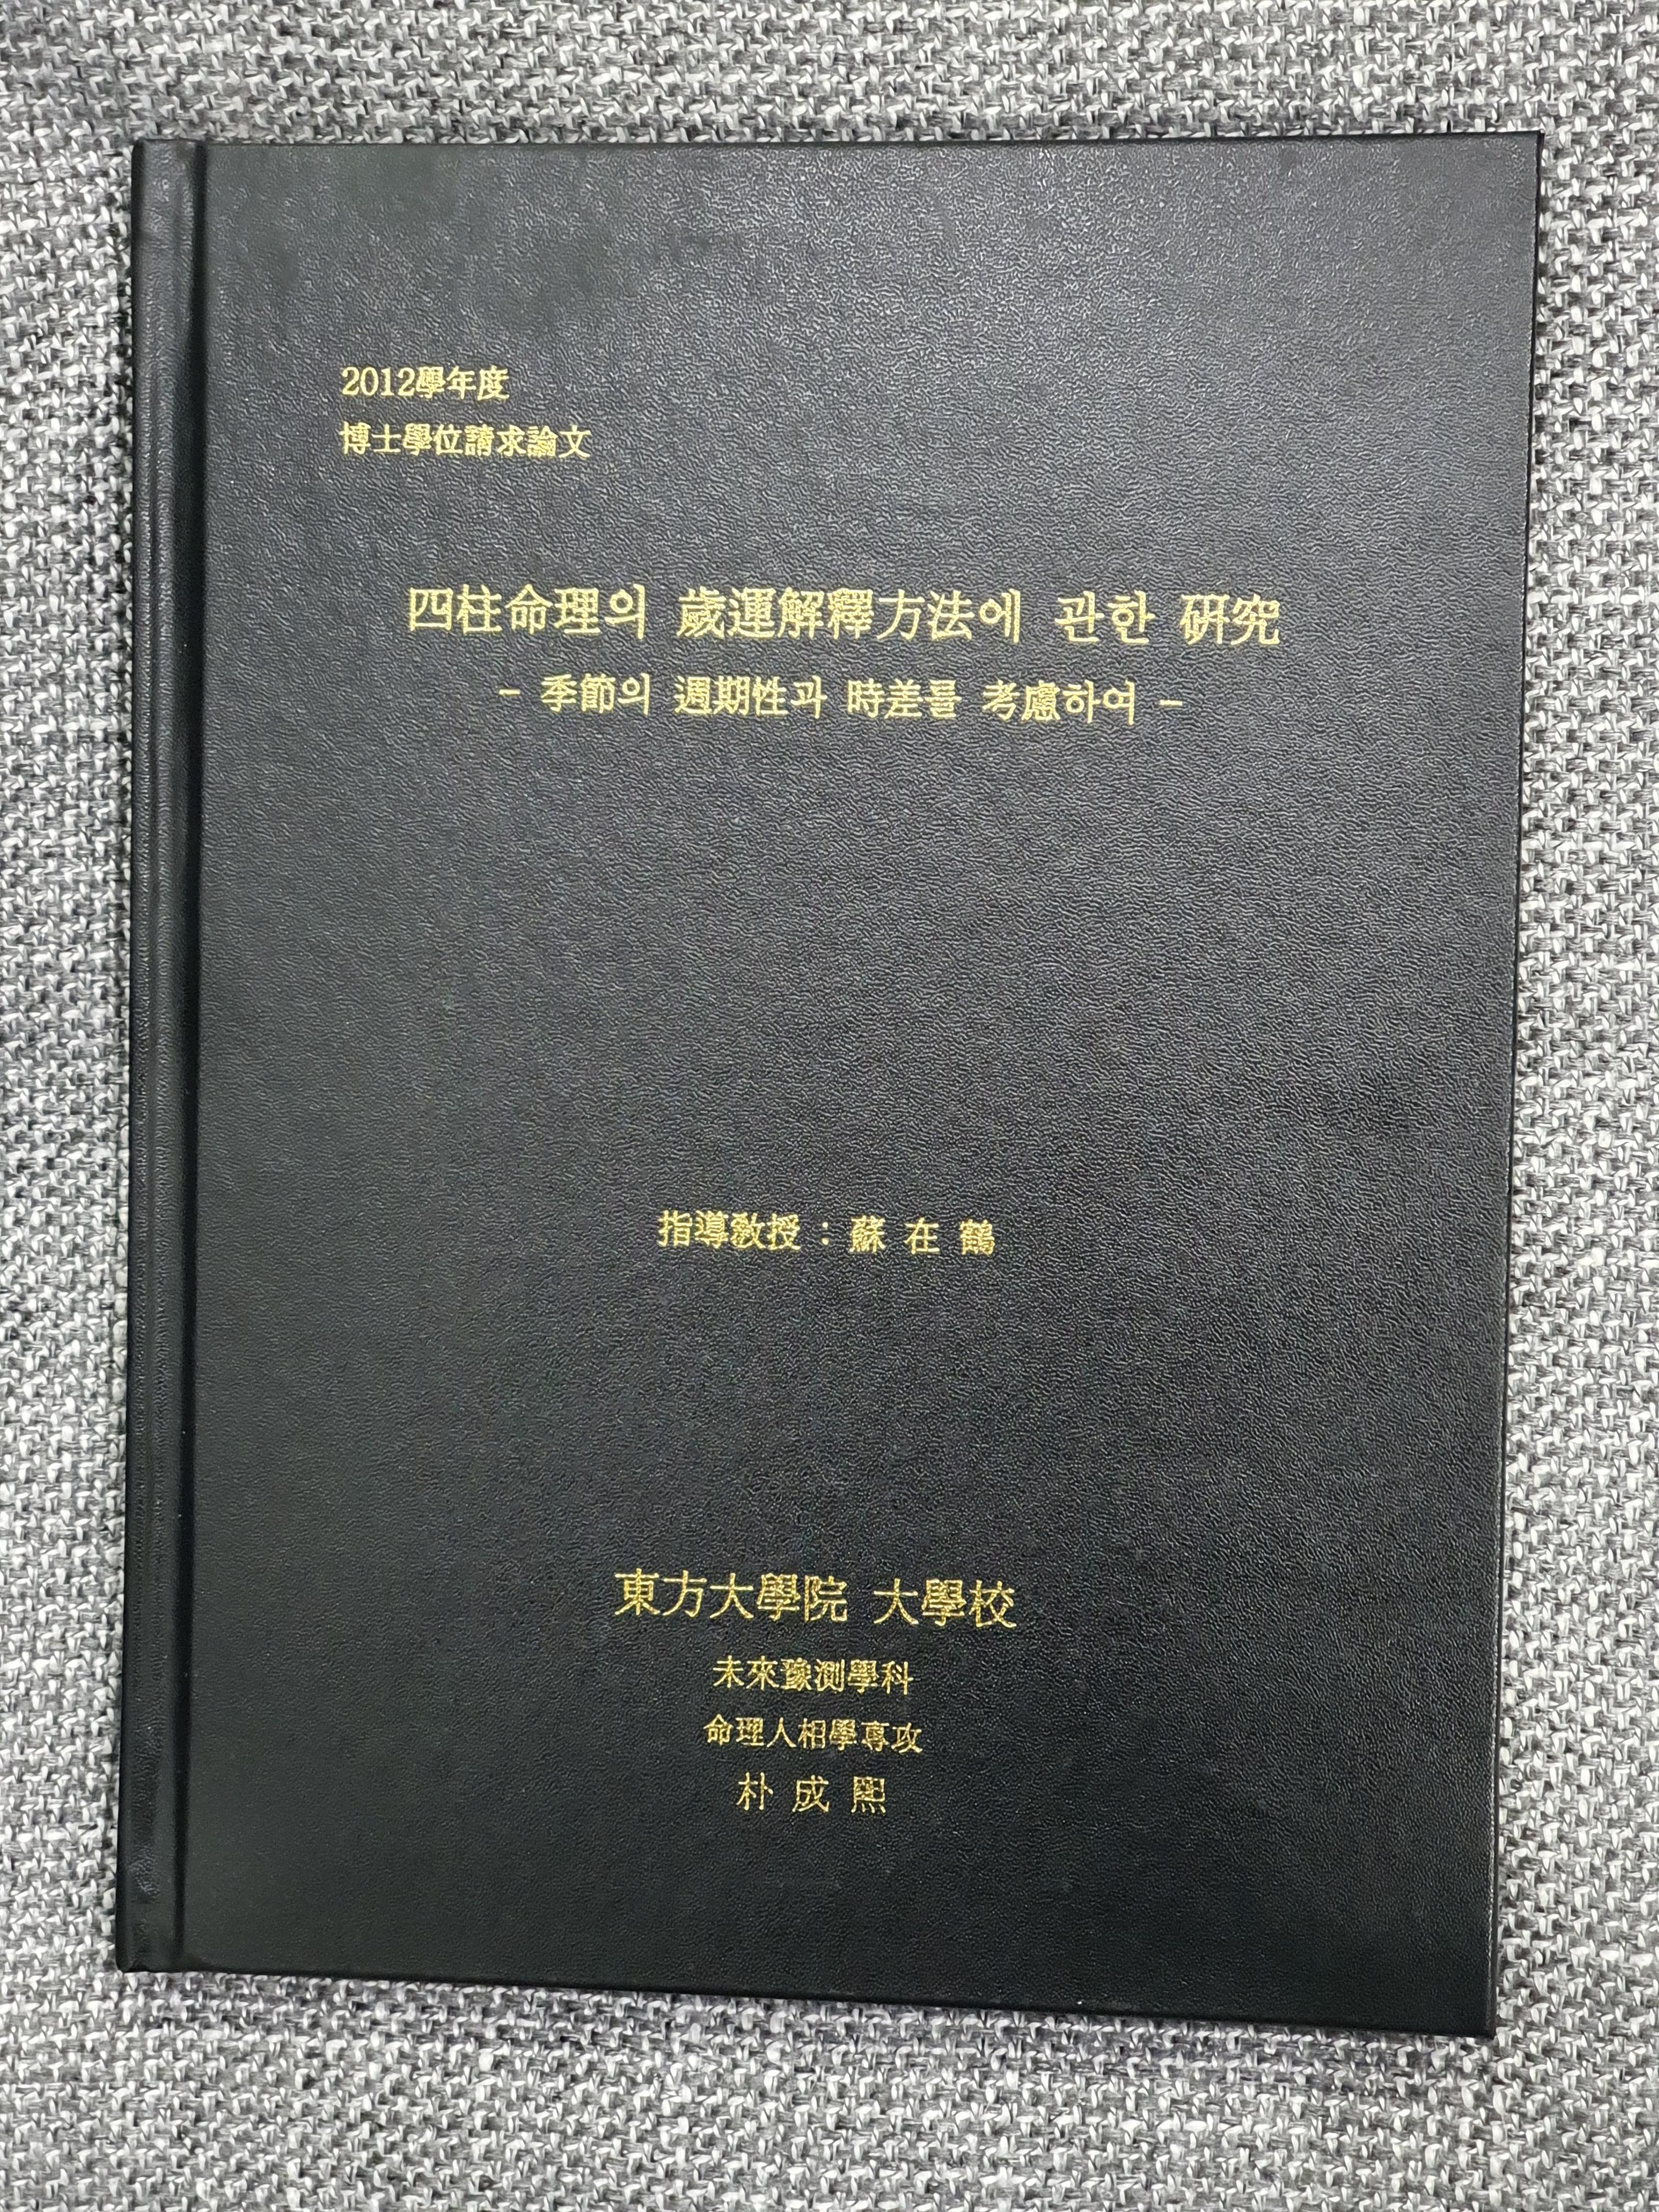 2012學年度
博士學位請求論文
四柱命理의 歲運解釋方法에 관한 硏究
- 季節의 週期性과 時差를 考慮하여 -
指導敎授 : 蘇 在 鶴
東方大學院 大學校
未來豫測學科
命理人相學專攻
朴 成 熙